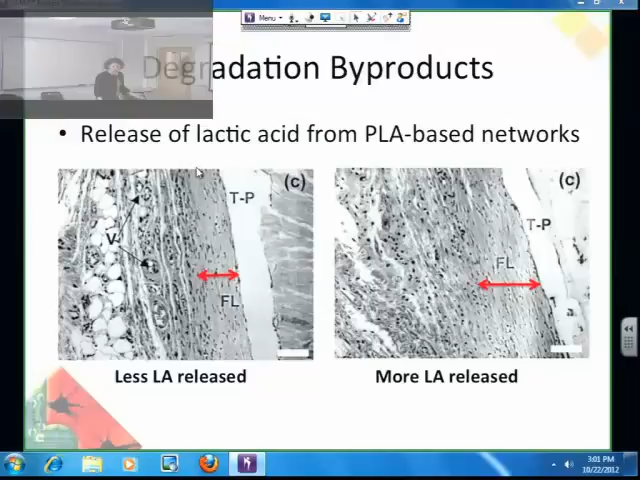 Menu
Degradation Byproducts
• Release of lactic acid from PLA-based networks
(c)
T-P
V
FL
(c)
T-P
FL
Less LA released
More LA released
3:01 PM
10/22/2012